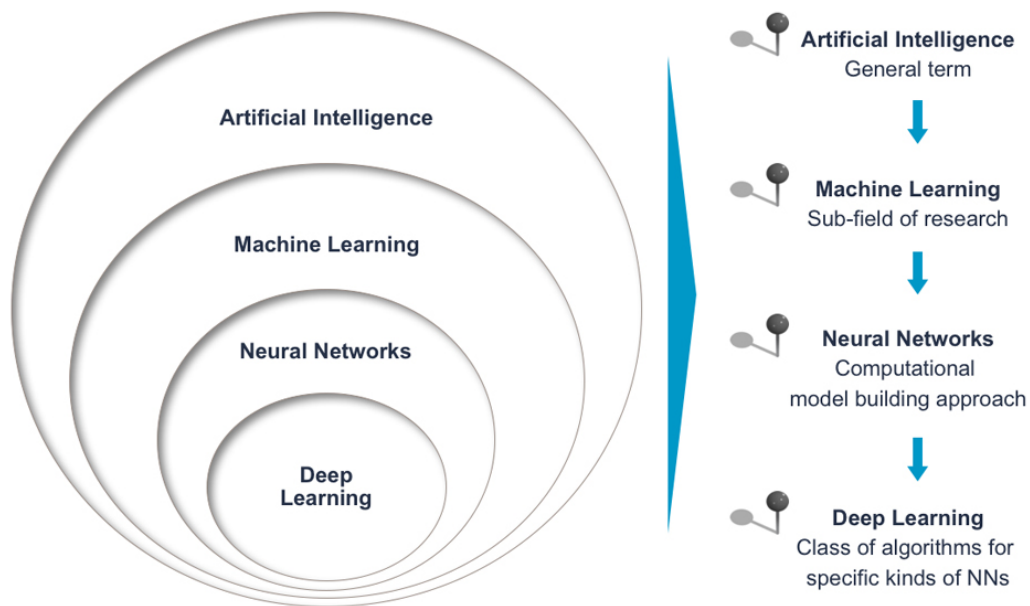 Artificial Intelligence
Machine Learning
Neural Networks
Deep
Learning
Artificial Intelligence
General term
Machine Learning
Sub-field of research
Neural Networks
Computational
model building approach
Deep Learning
Class of algorithms for
specific kinds of NNs